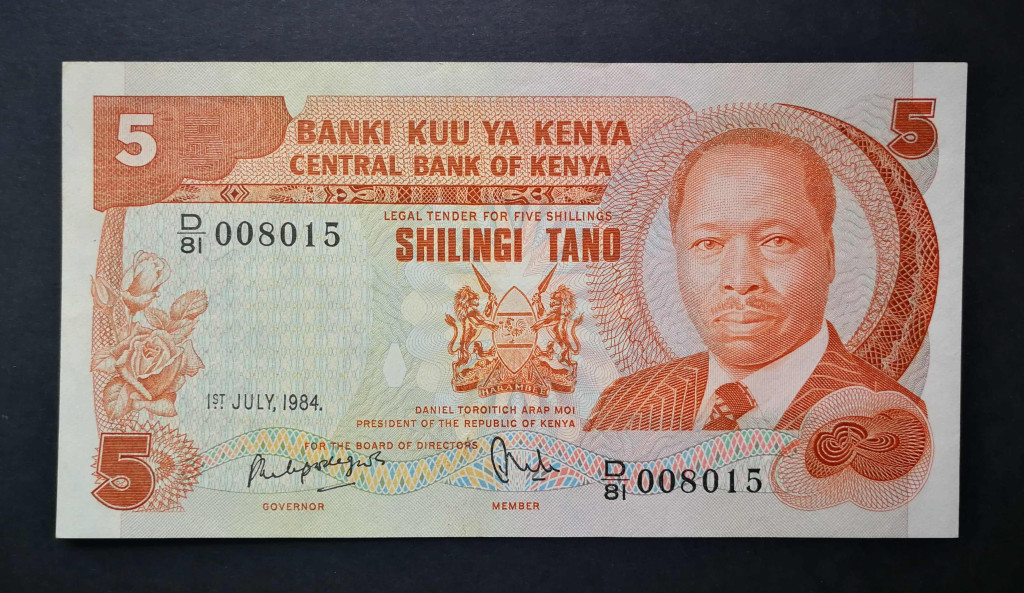 5
5
BANKI KUU YA KENYA
CENTRAL BANK OF KENYA
LEGAL TENDER FOR FIVE SHILLINGS
D/81 008015
SHILINGI TANO
HARAMBEE
1ST JULY, 1984.
DANIEL TOROITICH ARAP MOI
PRESIDENT OF THE REPUBLIC OF KENYA
5
FOR THE BOARD OF DIRECTORS
D/81 008015
GOVERNOR
MEMBER